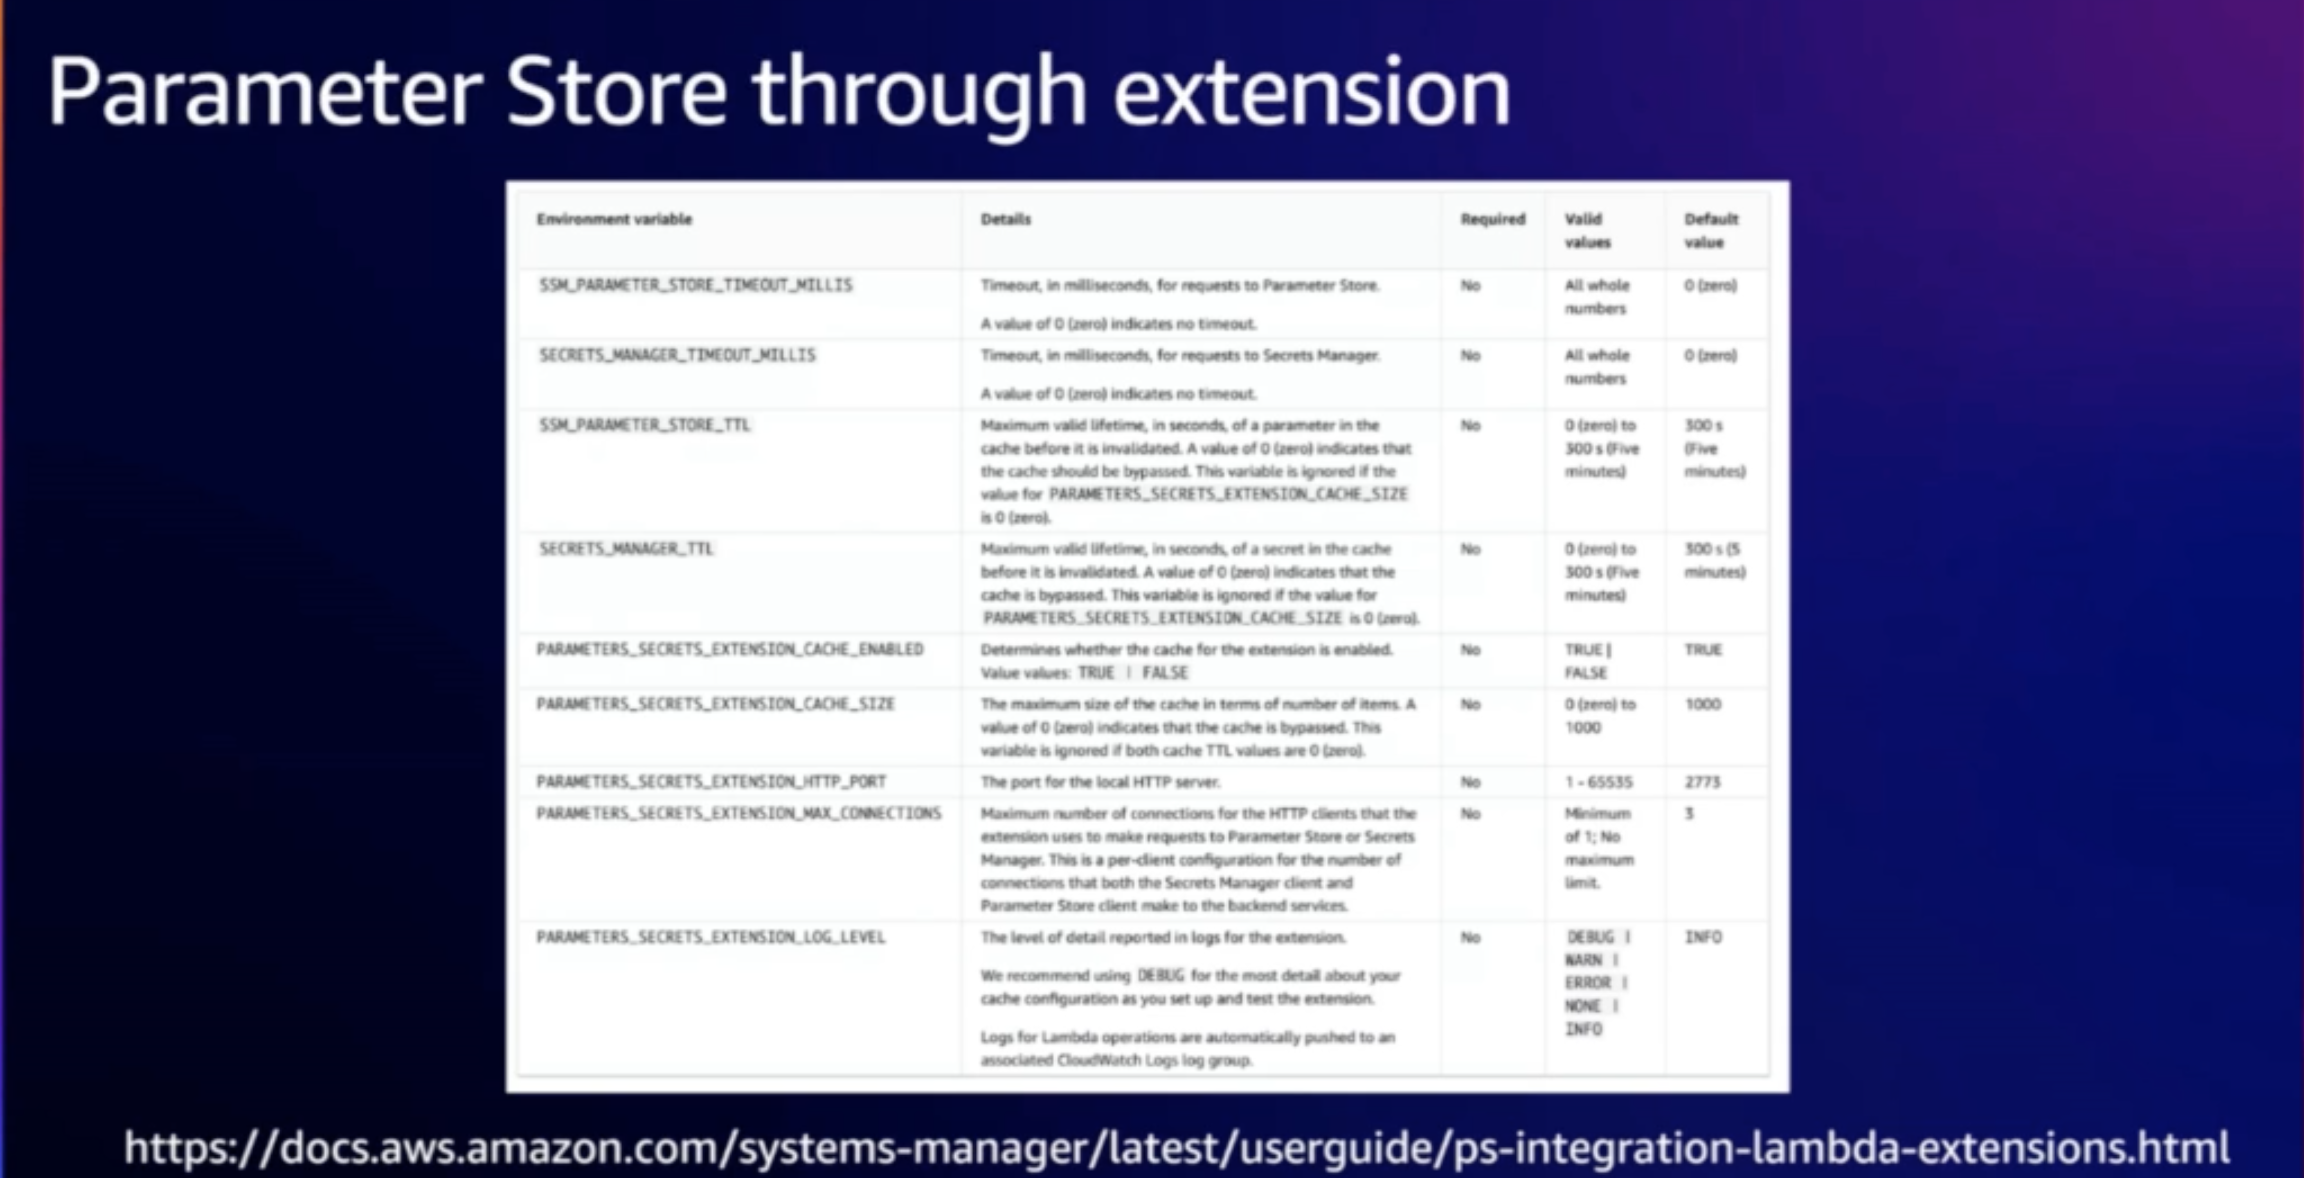 Parameter Store through extension
Environment variable
Details
Required
Valid
values
Default
value
SSM_PARAMETER_STORE_TIMEOUT_MILLIS
Timeout, in milliseconds, for requests to Parameter Store.
A value of 0 (zero) indicates no timeout.
No
All whole
numbers
0 (zero)
SECRETS_MANAGER_TIMEOUT_MILLIS
Timeout, in milliseconds, for requests to Secrets Manager.
A value of 0 (zero) indicates no timeout.
No
All whole
numbers
0 (zero)
SSM_PARAMETER_STORE_TTL
Maximum valid lifetime, in seconds, of a parameter in the
cache before it is invalidated. A value of 0 (zero) indicates that
the cache should be bypassed. This variable is ignored if the
value for PARAMETERS_SECRETS_EXTENSION_CACHE_SIZE
is 0 (zero).
No
0 (zero) to
300 s (Five
minutes)
300 s
(Five
minutes)
SECRETS_MANAGER_TTL
Maximum valid lifetime, in seconds, of a secret in the cache
before it is invalidated. A value of 0 (zero) indicates that the
cache is bypassed. This variable is ignored if the value for
PARAMETERS_SECRETS_EXTENSION_CACHE_SIZE is 0 (zero).
No
0 (zero) to
300 s (Five
minutes)
300 s (5
minutes)
PARAMETERS_SECRETS_EXTENSION_CACHE_ENABLED
Determines whether the cache for the extension is enabled.
Value values: TRUE | FALSE
No
TRUE |
FALSE
TRUE
PARAMETERS_SECRETS_EXTENSION_CACHE_SIZE
The maximum size of the cache in terms of number of items. A
value of 0 (zero) indicates that the cache is bypassed. This
variable is ignored if both cache TTL values are 0 (zero).
No
0 (zero) to
1000
1000
PARAMETERS_SECRETS_EXTENSION_HTTP_PORT
The port for the local HTTP server.
No
1 - 65535
2773
PARAMETERS_SECRETS_EXTENSION_MAX_CONNECTIONS
Maximum number of connections for the HTTP clients that the
extension uses to make requests to Parameter Store or Secrets
Manager. This is a per-client configuration for the number of
connections that both the Secrets Manager client and
Parameter Store client make to the backend services.
No
Minimum
of 1; No
maximum
limit.
3
PARAMETERS_SECRETS_EXTENSION_LOG_LEVEL
The level of detail reported in logs for the extension.
We recommend using DEBUG for the most detail about your
cache configuration as you set up and test the extension.
Logs for Lambda operations are automatically pushed to an
associated CloudWatch Logs log group.
No
DEBUG |
WARN |
ERROR |
NONE |
INFO
INFO
https://docs.aws.amazon.com/systems-manager/latest/userguide/ps-integration-lambda-extensions.html